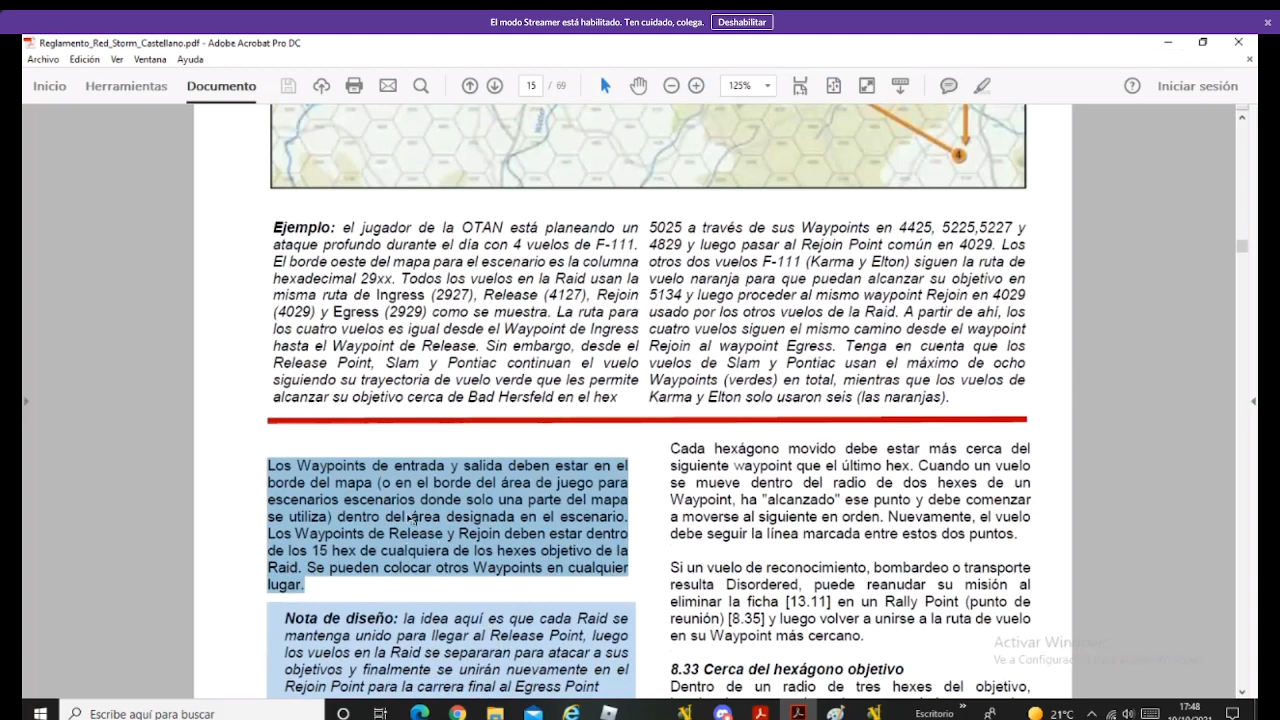 El modo Streamer está habilitado. Ten cuidado, colega. Deshabilitar
Reglamento_Red_Storm_Castellano.pdf - Adobe Acrobat Pro DC
Archivo Edición Ver Ventana Ayuda
Inicio Herramientas Documento 15 / 69 125% Iniciar sesión
4
Ejemplo: el jugador de la OTAN está planeando un
ataque profundo durante el día con 4 vuelos de F-111.
El borde oeste del mapa para el escenario es la columna
hexadecimal 29xx. Todos los vuelos en la Raid usan la
misma ruta de Ingress (2927), Release (4127), Rejoin
(4029) y Egress (2929) como se muestra. La ruta para
los cuatro vuelos es igual desde el Waypoint de Ingress
hasta el Waypoint de Release. Sin embargo, desde el
Release Point, Slam y Pontiac continuan el vuelo
siguiendo su trayectoria de vuelo verde que les permite
alcanzar su objetivo cerca de Bad Hersfeld en el hex
5025 a través de sus Waypoints en 4425, 5225,5227 y
4829 y luego pasar al Rejoin Point común en 4029. Los
otros dos vuelos F-111 (Karma y Elton) siguen la ruta de
vuelo naranja para que puedan alcanzar su objetivo en
5134 y luego proceder al mismo waypoint Rejoin en 4029
usado por los otros vuelos de la Raid. A partir de ahí, los
cuatro vuelos siguen el mismo camino desde el waypoint
Rejoin al waypoint Egress. Tenga en cuenta que los
vuelos de Slam y Pontiac usan el máximo de ocho
Waypoints (verdes) en total, mientras que los vuelos de
Karma y Elton solo usaron seis (las naranjas).
Los Waypoints de entrada y salida deben estar en el
borde del mapa (o en el borde del área de juego para
escenarios escenarios donde solo una parte del mapa
se utiliza) dentro del área designada en el escenario.
Los Waypoints de Release y Rejoin deben estar dentro
de los 15 hex de cualquiera de los hexes objetivo de la
Raid. Se pueden colocar otros Waypoints en cualquier
lugar.
Nota de diseño: la idea aquí es que cada Raid se
mantenga unido para llegar al Release Point, luego
los vuelos en la Raid se separaran para atacar a sus
objetivos y finalmente se unirán nuevamente en el
Rejoin Point para la carrera final al Egress Point
Cada hexágono movido debe estar más cerca del
siguiente waypoint que el último hex. Cuando un vuelo
se mueve dentro del radio de dos hexes de un
Waypoint, ha "alcanzado" ese punto y debe comenzar
a moverse al siguiente en orden. Nuevamente, el vuelo
debe seguir la línea marcada entre estos dos puntos.
Si un vuelo de reconocimiento, bombardeo o transporte
resulta Disordered, puede reanudar su misión al
eliminar la ficha [13.11] en un Rally Point (punto de
reunión) [8.35] y luego volver a unirse a la ruta de vuelo
en su Waypoint más cercano.
8.33 Cerca del hexágono objetivo
Dentro de un radio de tres hexes del objetivo,
Activar Windows
Ve a Configuración
Escribe aquí para buscar
Escritorio
21°C
17:48